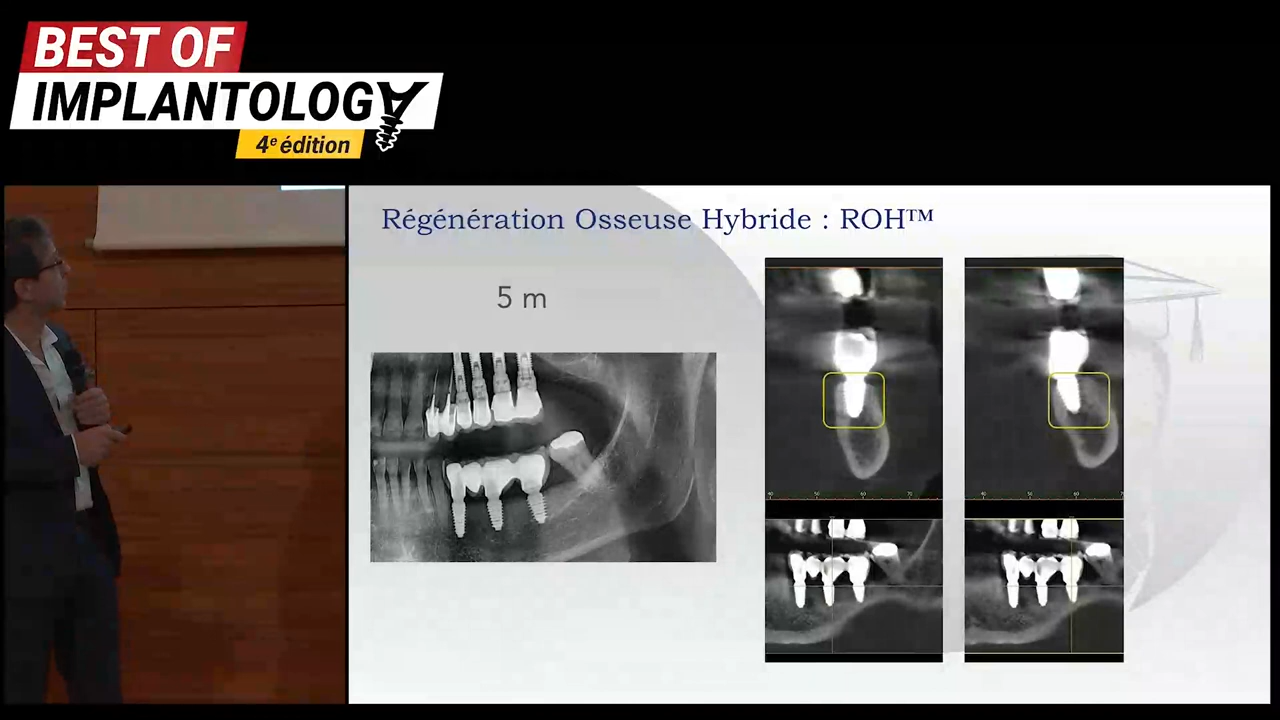 BEST OF
IMPLANTOLOGY
4e édition
Régénération Osseuse Hybride : ROH™
5 m